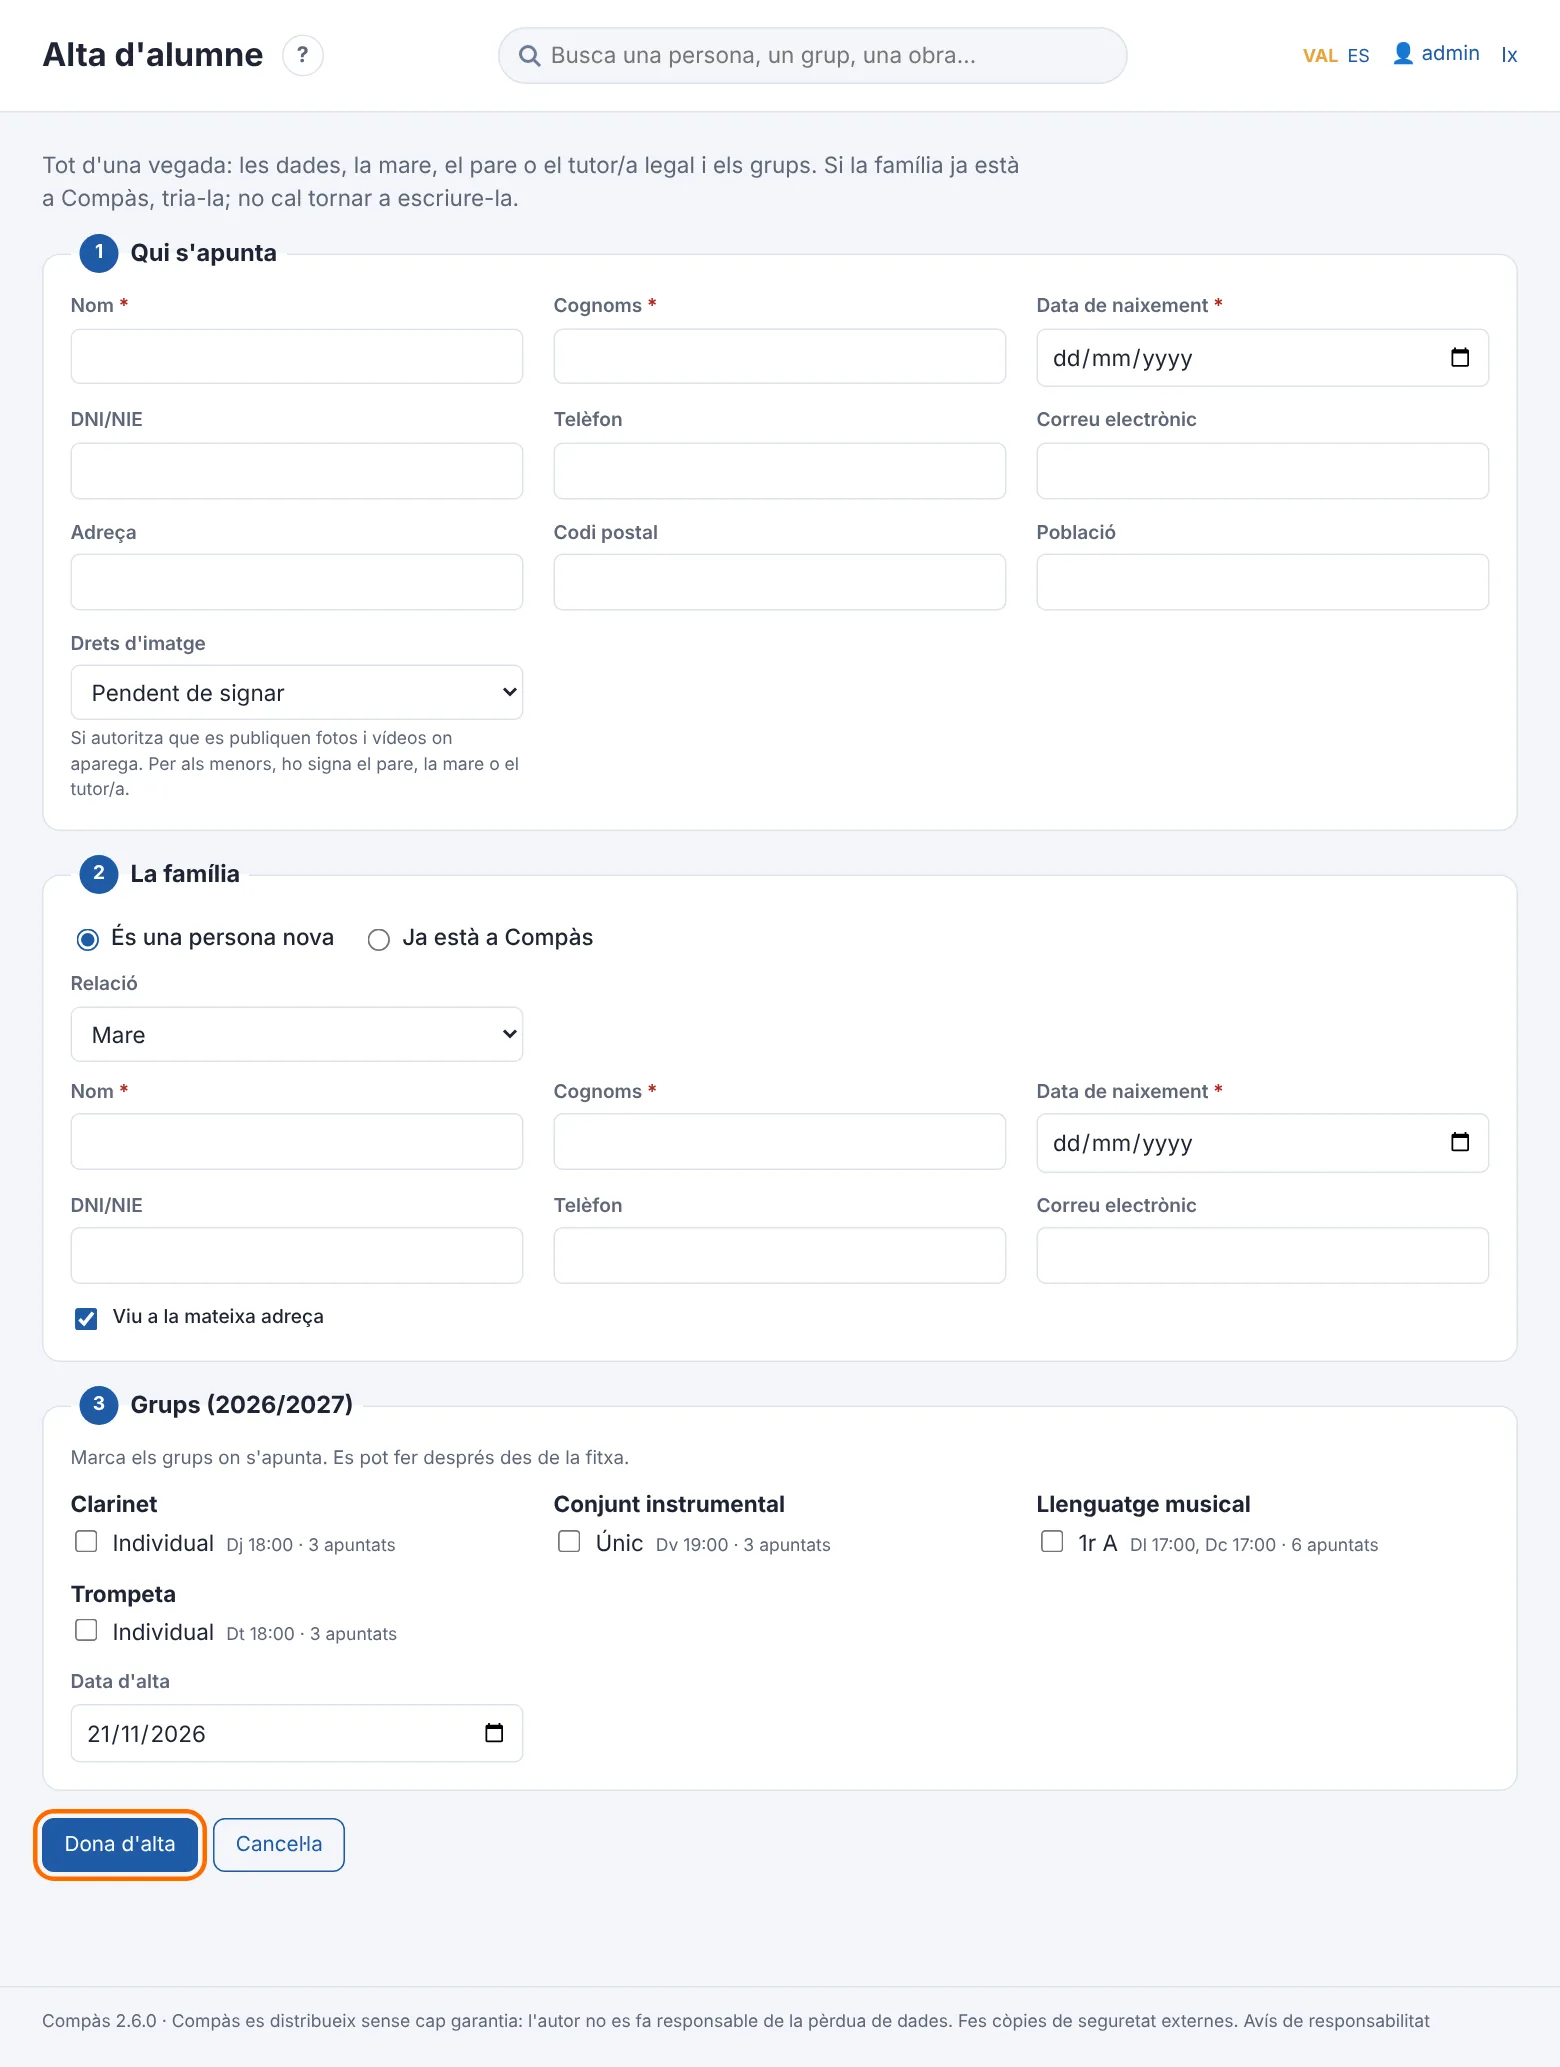 Alta d'alumne ?
Busca una persona, un grup, una obra...
VAL ES admin Ix
Tot d'una vegada: les dades, la mare, el pare o el tutor/a legal i els grups. Si la família ja està
a Compàs, tria-la; no cal tornar a escriure-la.
1 Qui s'apunta
Nom * Cognoms * Data de naixement *
dd/mm/yyyy
DNI/NIE Telèfon Correu electrònic
Adreça Codi postal Població
Drets d'imatge
Pendent de signar
Si autoritza que es publiquen fotos i vídeos on
aparega. Per als menors, ho signa el pare, la mare o el
tutor/a.
2 La família
És una persona nova Ja està a Compàs
Relació
Mare
Nom * Cognoms * Data de naixement *
dd/mm/yyyy
DNI/NIE Telèfon Correu electrònic
Viu a la mateixa adreça
3 Grups (2026/2027)
Marca els grups on s'apunta. Es pot fer després des de la fitxa.
Clarinet Conjunt instrumental Llenguatge musical
Individual Dj 18:00 · 3 apuntats Únic Dv 19:00 · 3 apuntats 1r A Dl 17:00, Dc 17:00 · 6 apuntats
Trompeta
Individual Dt 18:00 · 3 apuntats
Data d'alta
21/11/2026
Dona d'alta Cancel·la
Compàs 2.6.0 · Compàs es distribueix sense cap garantia: l'autor no es fa responsable de la pèrdua de dades. Fes còpies de seguretat externes. Avís de responsabilitat